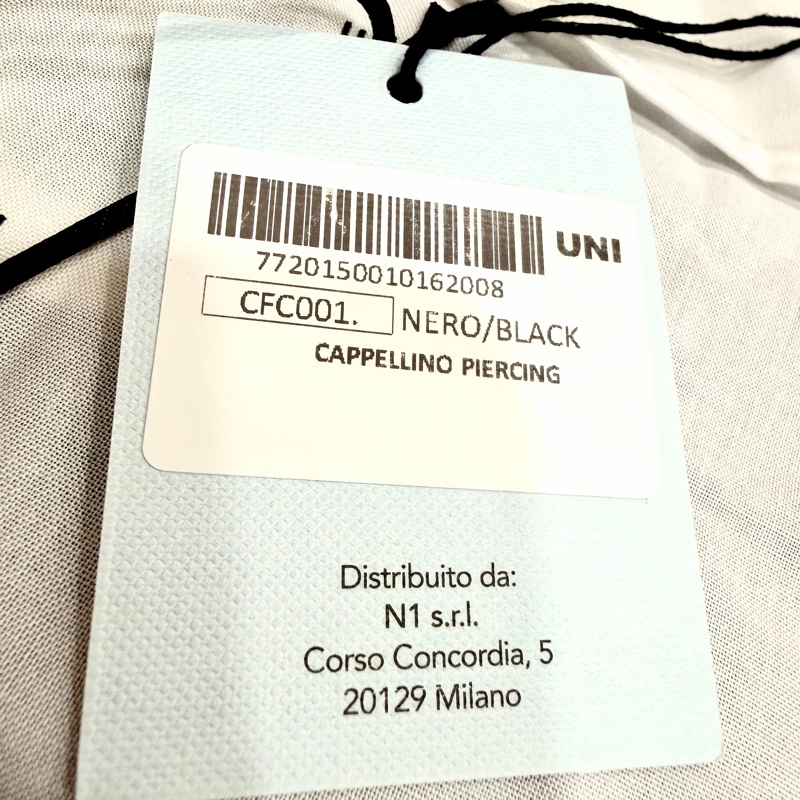 UNI
7720150010162008
CFC001. NERO/BLACK
CAPPELLINO PIERCING
Distribuito da:
N1 s.r.l.
Corso Concordia, 5
20129 Milano